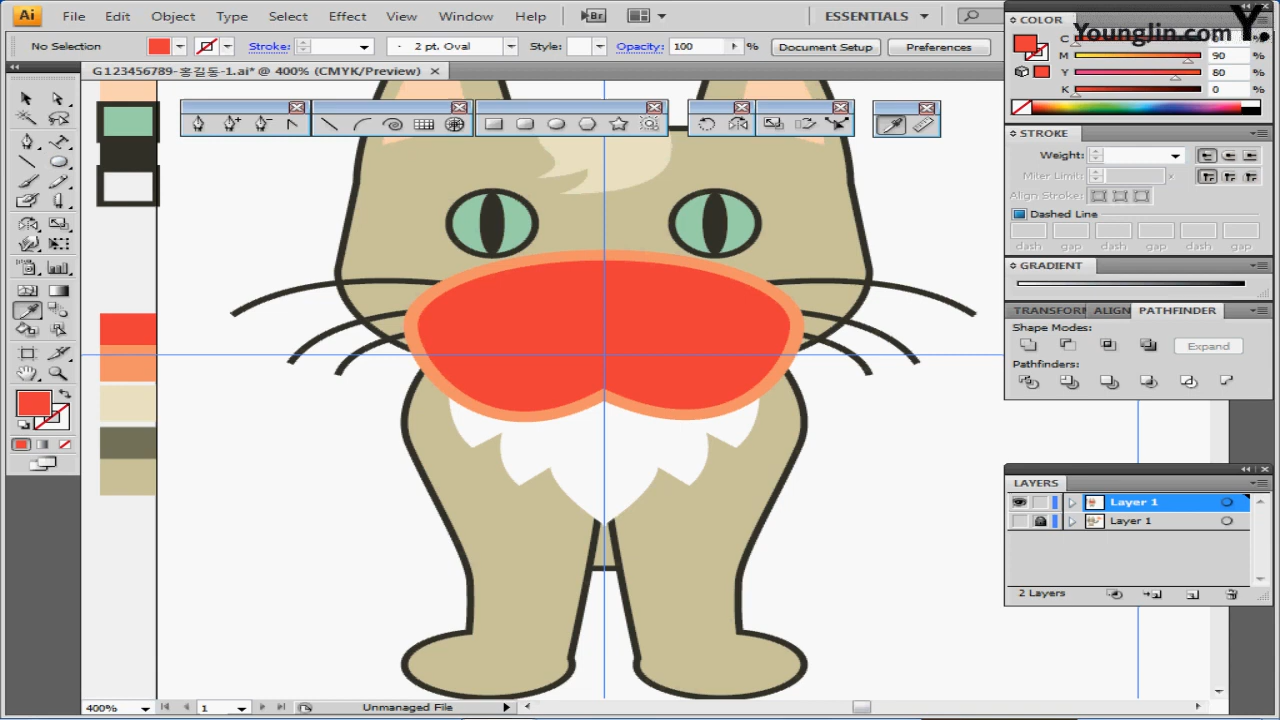 Ai File Edit Object Type Select Effect View Window Help Br ESSENTIALS
No Selection Stroke: 2 pt. Oval Style: Opacity: 100 % Document Setup Preferences
G123456789-홍길동-1.ai* @ 400% (CMYK/Preview) ×
COLOR
Younglin.com Y.
C %
M 90 %
Y 80 %
K 0 %
STROKE
Weight:
Miter Limit: x
Align Stroke:
Dashed Line
dash gap dash gap dash gap
GRADIENT
TRANSFORM ALIGN PATHFINDER
Shape Modes:
Expand
Pathfinders:
LAYERS
Layer 1
Layer 1
2 Layers
400% 1 Unmanaged File